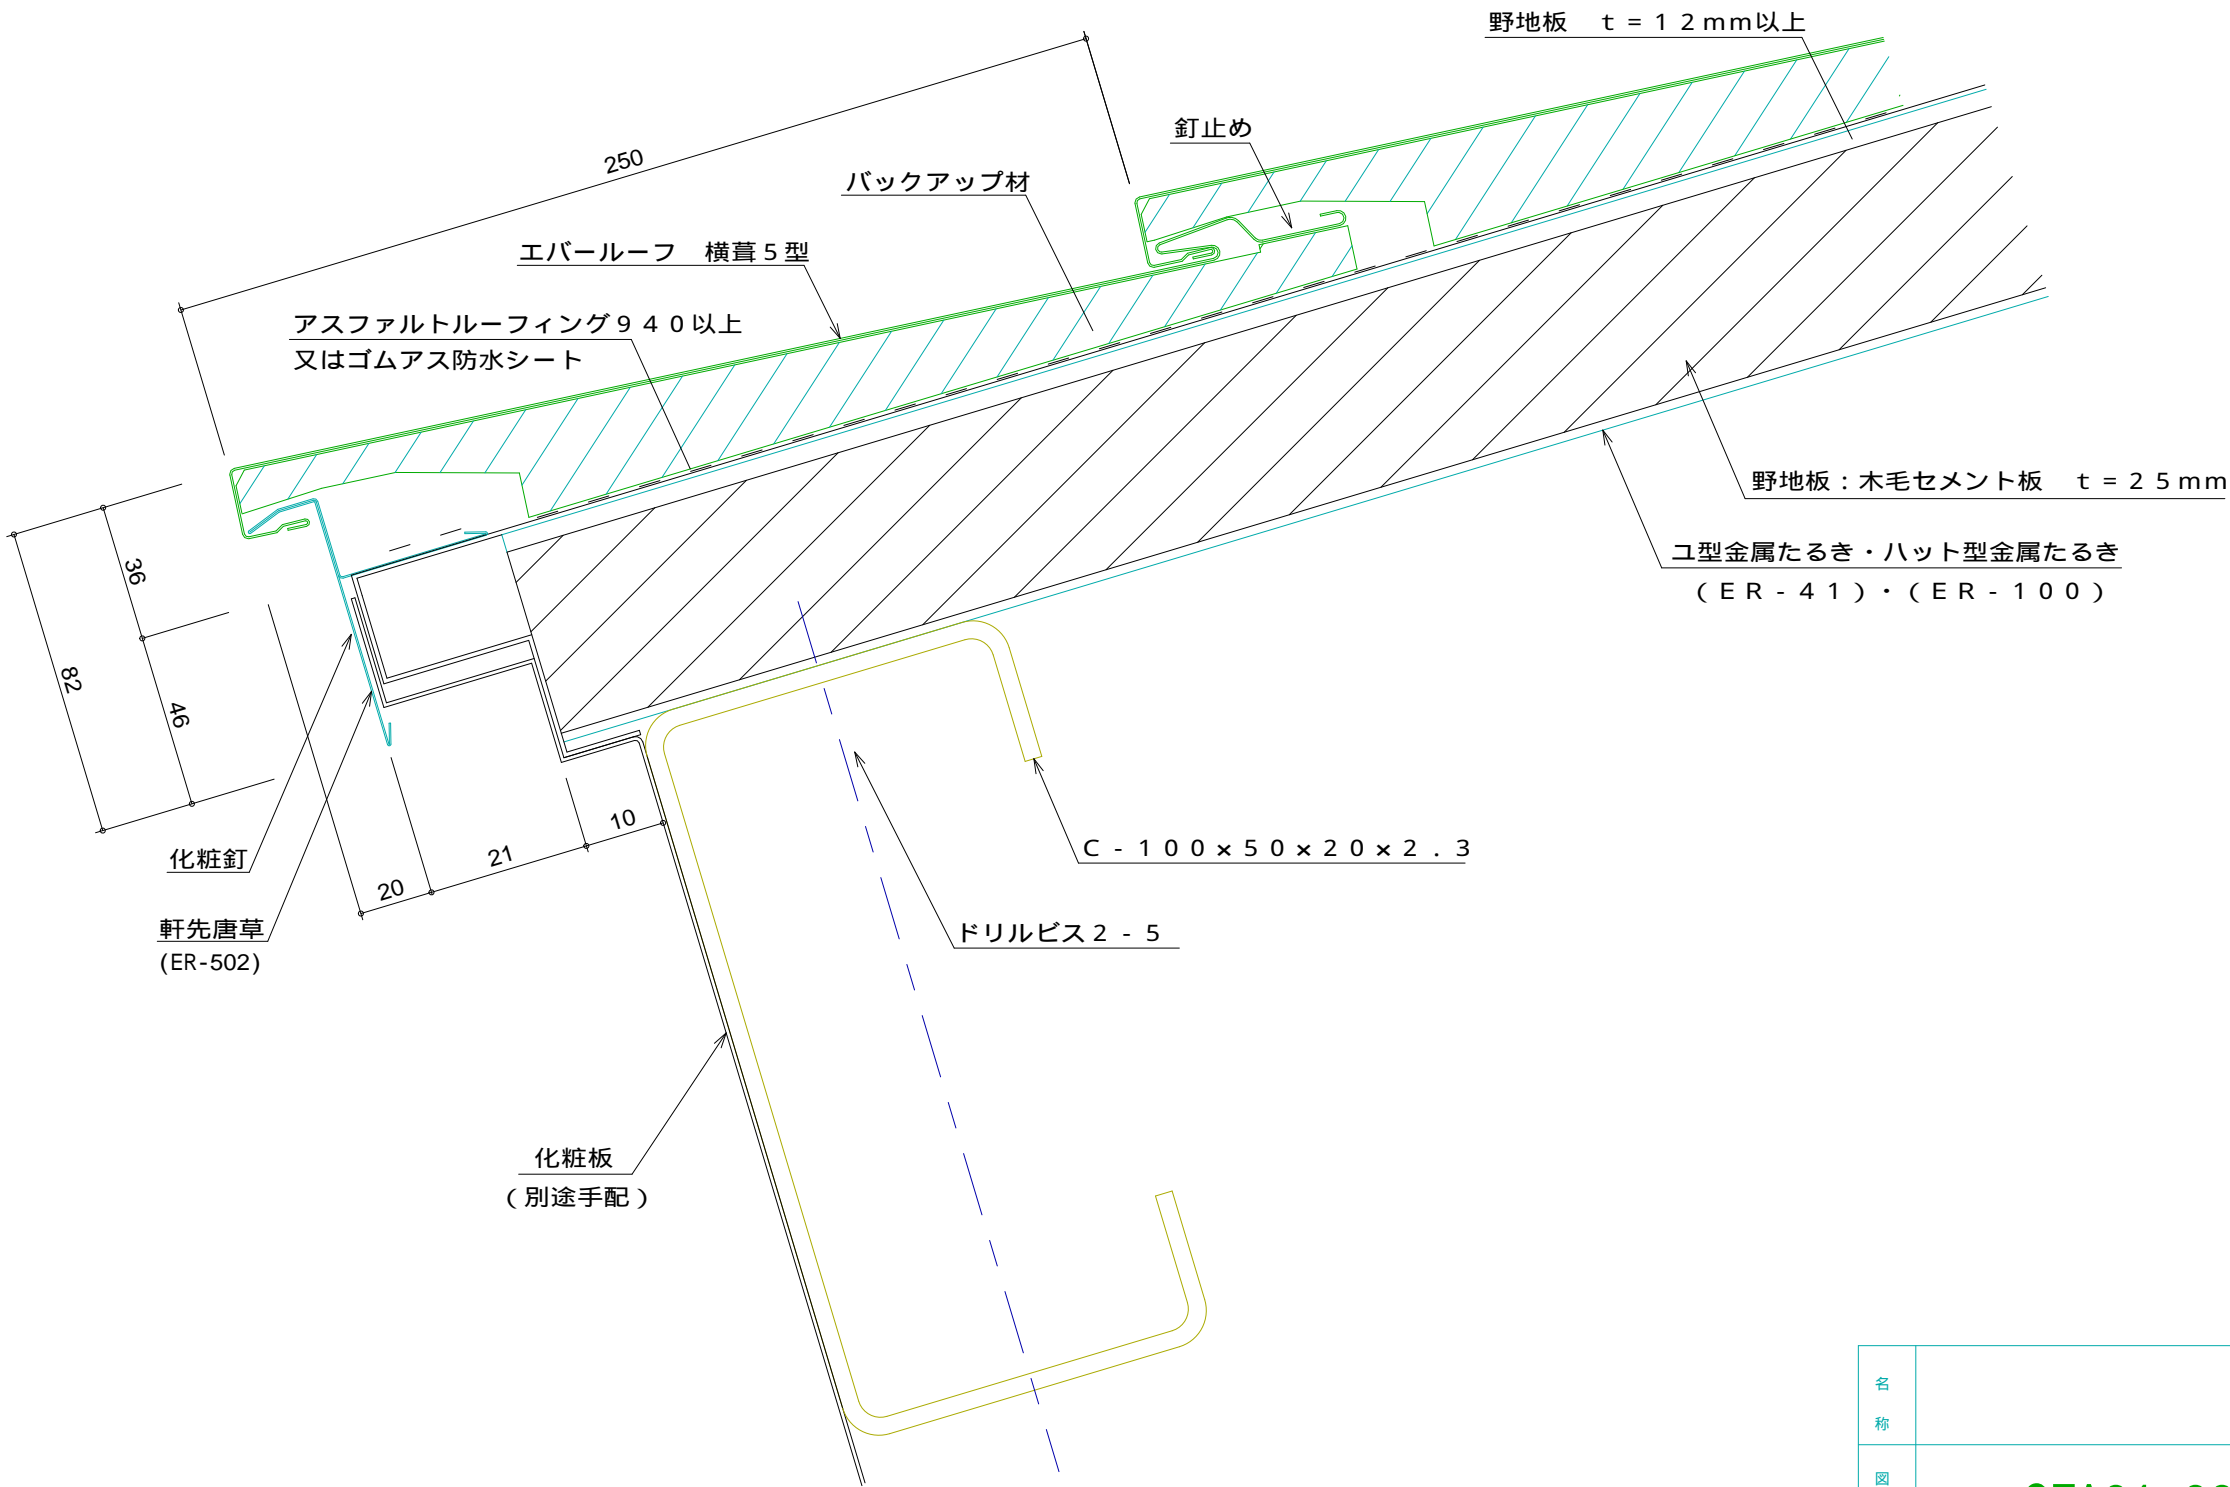 野地板　ｔ＝１２mm以上
釘止め
250
バックアップ材
エバールーフ　横葺５型
アスファルトルーフィング９４０以上
又はゴムアス防水シート
野地板：木毛セメント板　ｔ＝２５mm
ユ型金属たるき・ハット型金属たるき
（ＥＲ－４１）・（ＥＲ－１００）
36
82
46
10
21
20
化粧釘
軒先唐草
(ER-502)
Ｃ－１００×５０×２０×２．３
ドリルビス２－５
化粧板
（別途手配）
名
称
図